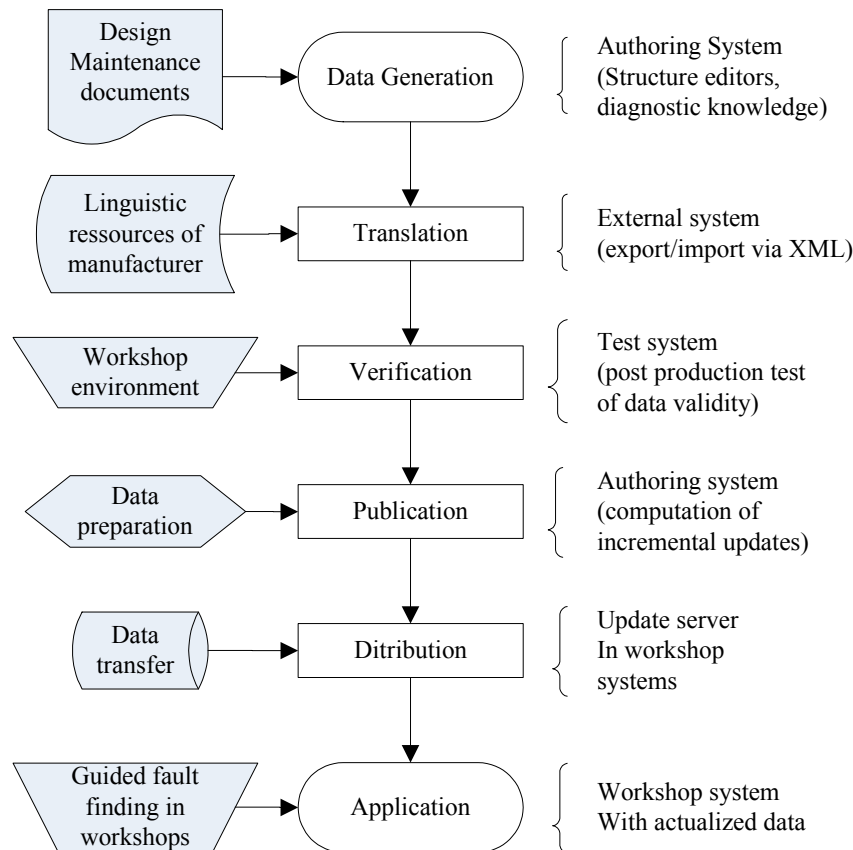 Design
Maintenance
documents
Data Generation
Authoring System
(Structure editors,
diagnostic knowledge)
Linguistic
ressources of
manufacturer
Translation
External system
(export/import via XML)
Workshop
environment
Verification
Test system
(post production test
of data validity)
Data
preparation
Publication
Authoring system
(computation of
incremental updates)
Data
transfer
Ditribution
Update server
In workshop
systems
Guided fault
finding in
workshops
Application
Workshop system
With actualized data